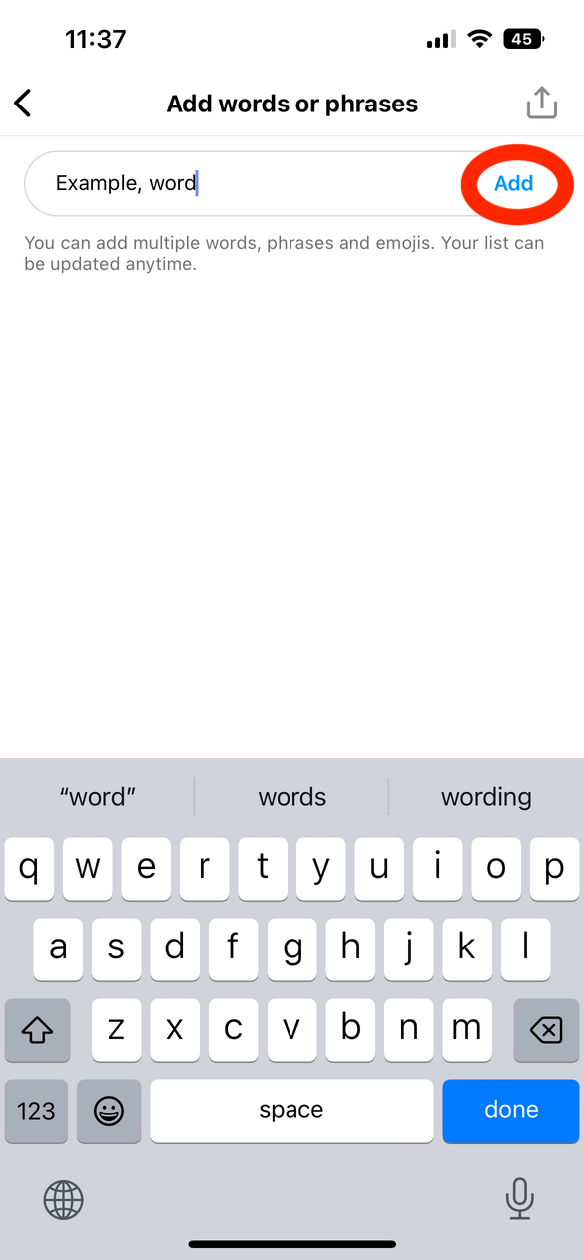 11:37 45
Add words or phrases
Example, word Add
You can add multiple words, phrases and emojis. Your list can
be updated anytime.
“word” words wording
q w e r t y u i o p
a s d f g h j k l
z x c v b n m
123 space done